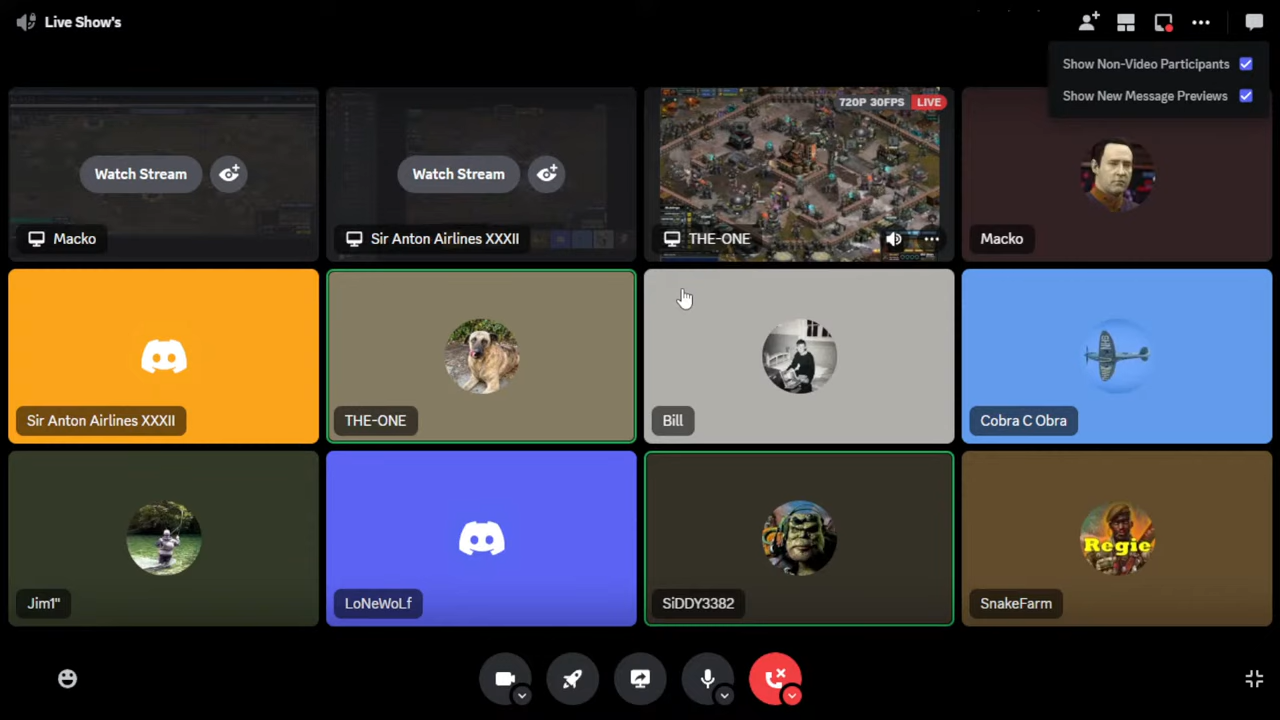 Live Show's
Show Non-Video Participants
Show New Message Previews
Watch Stream
Macko
Watch Stream
Sir Anton Airlines XXXII
720P 30FPS LIVE
THE-ONE
Macko
Sir Anton Airlines XXXII
THE-ONE
Bill
Cobra C Obra
Jim1"
LoNeWoLf
SiDDY3382
Regie
SnakeFarm